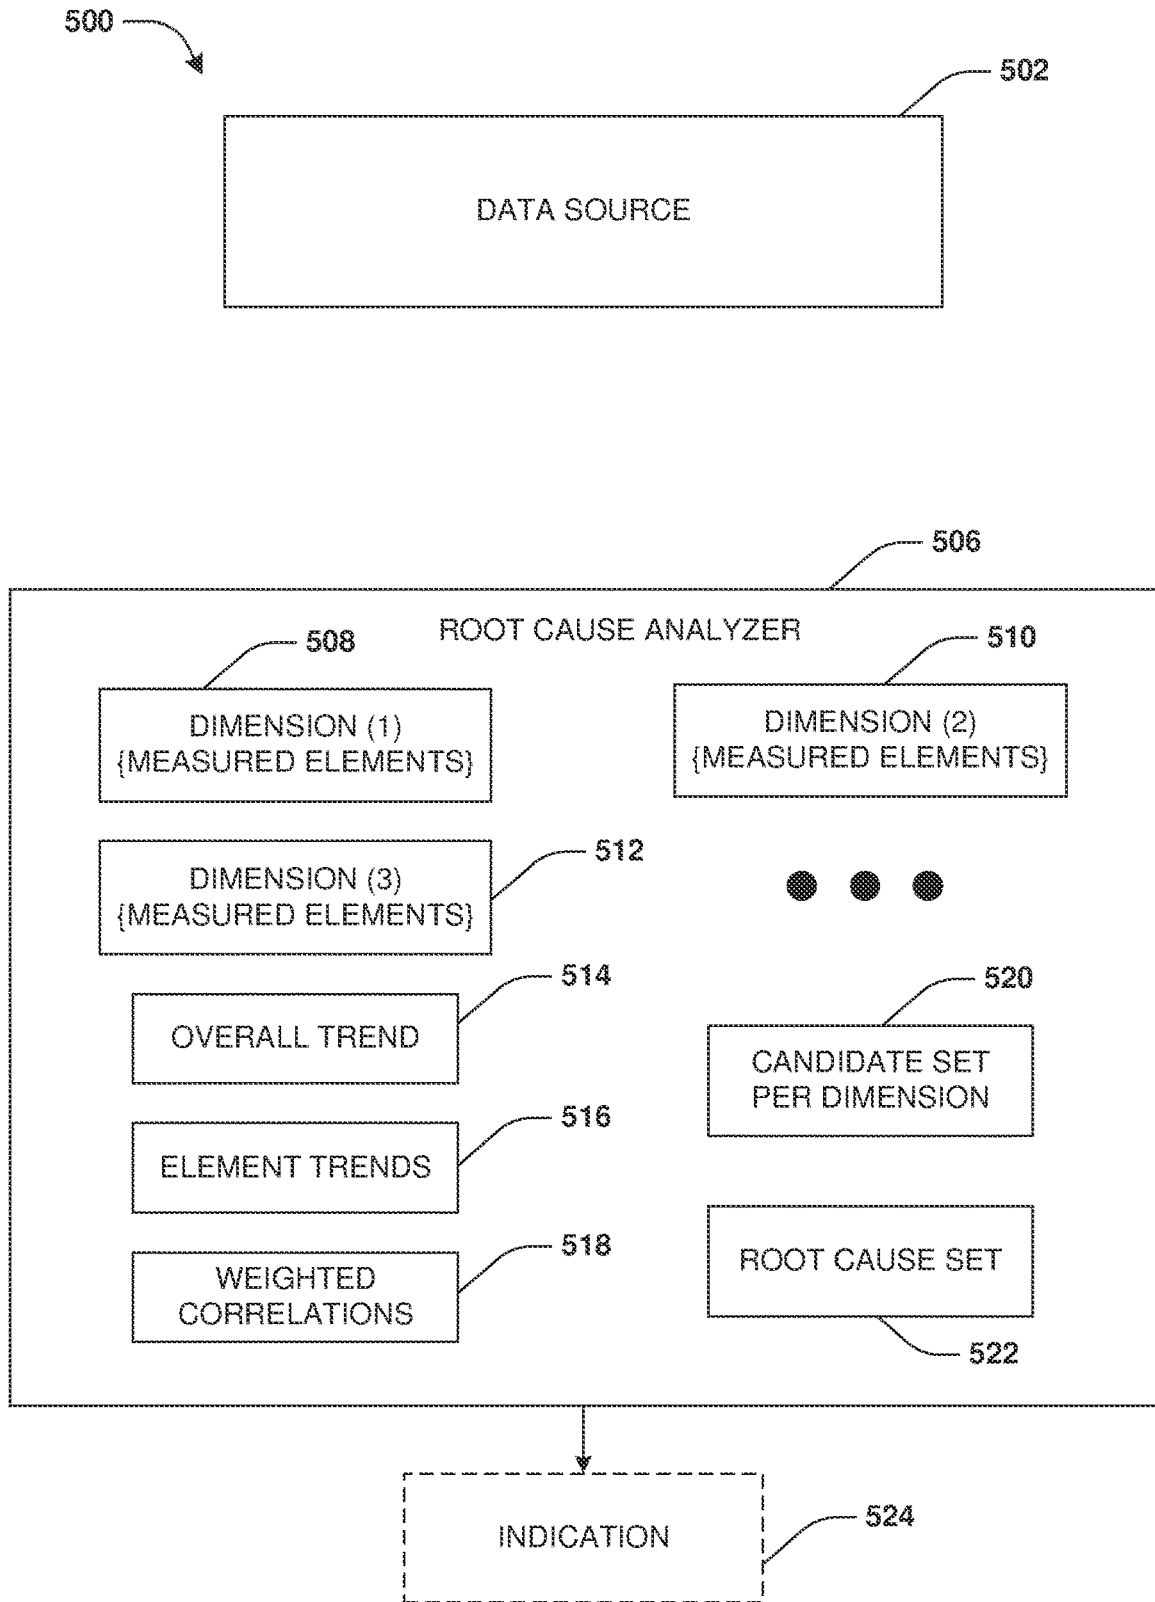 500
502
DATA SOURCE
506
ROOT CAUSE ANALYZER
508
510
DIMENSION (1)
{MEASURED ELEMENTS}
DIMENSION (2)
{MEASURED ELEMENTS}
512
DIMENSION (3)
{MEASURED ELEMENTS}
514
OVERALL TREND
520
CANDIDATE SET
PER DIMENSION
516
ELEMENT TRENDS
518
WEIGHTED
CORRELATIONS
ROOT CAUSE SET
522
INDICATION
524